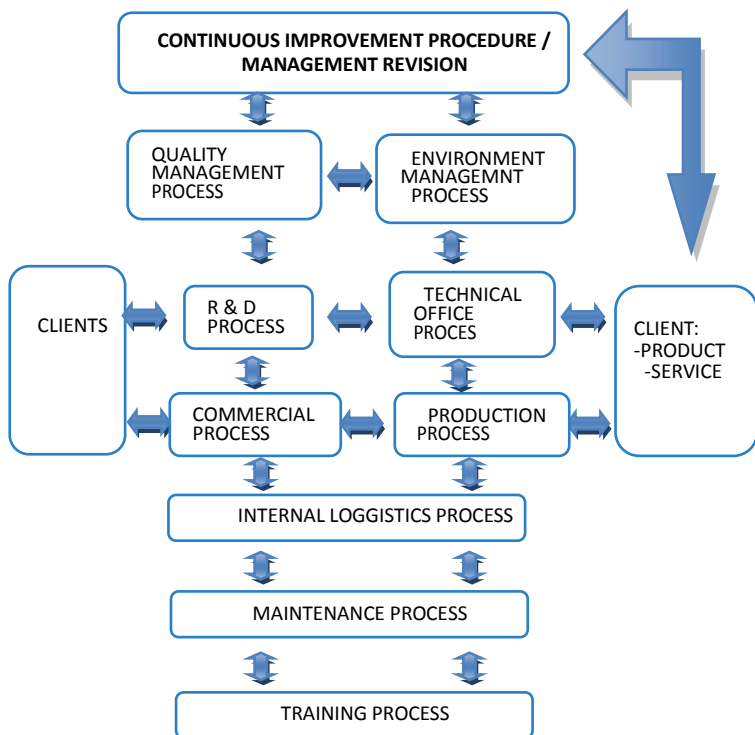 CONTINUOUS IMPROVEMENT PROCEDURE /
MANAGEMENT REVISION
QUALITY
MANAGEMENT
PROCESS
ENVIRONMENT
MANAGEMNT
PROCESS
CLIENTS
R & D
PROCESS
TECHNICAL
OFFICE
PROCES
CLIENT:
-PRODUCT
-SERVICE
COMMERCIAL
PROCESS
PRODUCTION
PROCESS
INTERNAL LOGGISTICS PROCESS
MAINTENANCE PROCESS
TRAINING PROCESS